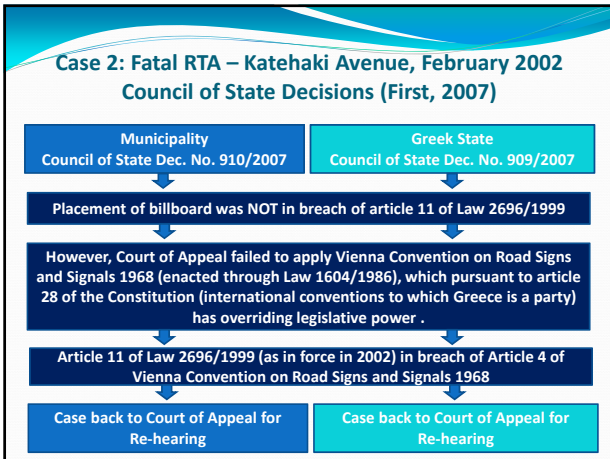 Case 2: Fatal RTA – Katehaki Avenue, February 2002
Council of State Decisions (First, 2007)
Municipality
Council of State Dec. No. 910/2007
Greek State
Council of State Dec. No. 909/2007
Placement of billboard was NOT in breach of article 11 of Law 2696/1999
However, Court of Appeal failed to apply Vienna Convention on Road Signs
and Signals 1968 (enacted through Law 1604/1986), which pursuant to article
28 of the Constitution (international conventions to which Greece is a party)
has overriding legislative power .
Article 11 of Law 2696/1999 (as in force in 2002) in breach of Article 4 of
Vienna Convention on Road Signs and Signals 1968
Case back to Court of Appeal for
Re-hearing
Case back to Court of Appeal for
Re-hearing